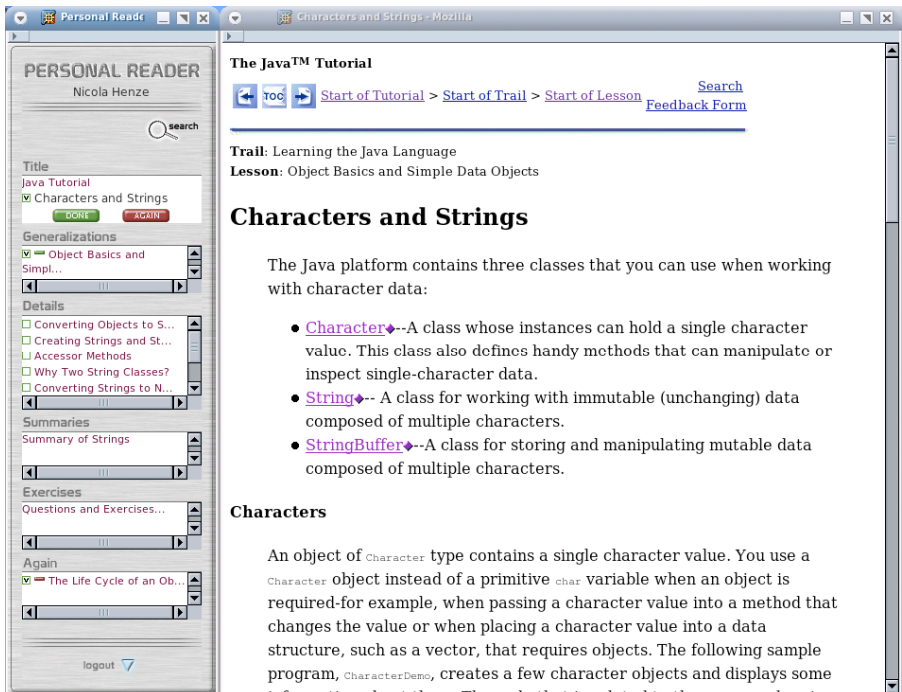 Personal Reade
PERSONAL READER
Nicola Henze
search
Title
Java Tutorial
Characters and Strings
DONE AGAIN
Generalizations
Object Basics and
Simpl...
Details
Converting Objects to S...
Creating Strings and St...
Accessor Methods
Why Two String Classes?
Converting Strings to N...
Summaries
Summary of Strings
Exercises
Questions and Exercises...
Again
The Life Cycle of an Ob...
logout
Characters and Strings - Mozilla
The Java™ Tutorial
TOC Start of Tutorial > Start of Trail > Start of Lesson
Search
Feedback Form
Trail: Learning the Java Language
Lesson: Object Basics and Simple Data Objects
Characters and Strings
The Java platform contains three classes that you can use when working
with character data:
Character--A class whose instances can hold a single character
value. This class also defines handy methods that can manipulate or
inspect single-character data.
String-- A class for working with immutable (unchanging) data
composed of multiple characters.
StringBuffer--A class for storing and manipulating mutable data
composed of multiple characters.
Characters
An object of Character type contains a single character value. You use a
Character object instead of a primitive char variable when an object is
required-for example, when passing a character value into a method that
changes the value or when placing a character value into a data
structure, such as a vector, that requires objects. The following sample
program, CharacterDemo, creates a few character objects and displays some